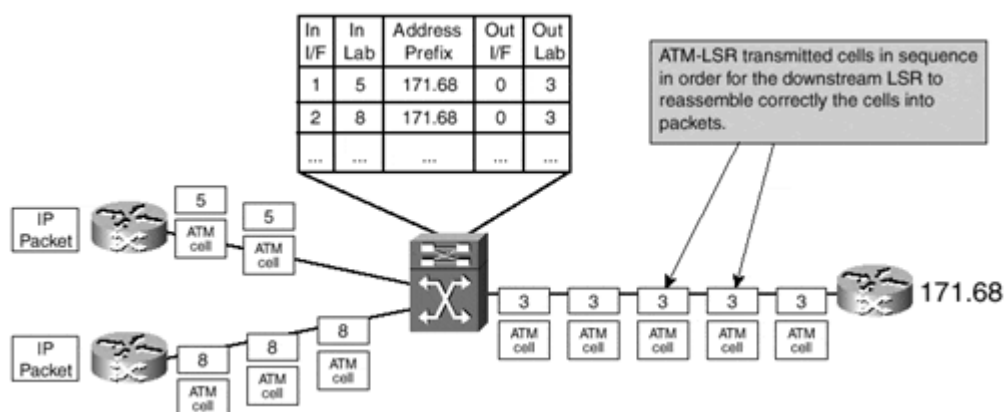 In I/F In Lab Address Prefix Out I/F Out Lab
1 5 171.68 0 3
2 8 171.68 0 3
... ... ... ... ...
ATM-LSR transmitted cells in sequence
in order for the downstream LSR to
reassemble correctly the cells into
packets.
IP
Packet
5
ATM
cell
5
ATM
cell
IP
Packet
8
ATM
cell
8
ATM
cell
8
ATM
cell
3
ATM
cell
3
ATM
cell
3
ATM
cell
3
ATM
cell
3
ATM
cell
171.68